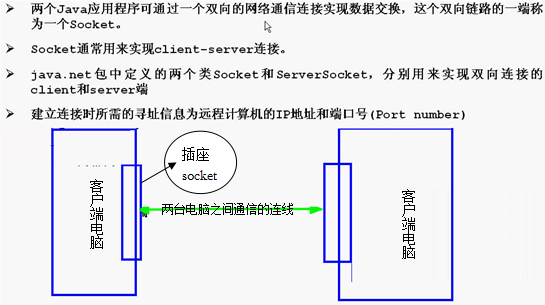 两个Java应用程序可通过一个双向的网络通信连接实现数据交换，这个双向链路的一端称
为一个Socket。
Socket通常用来实现client-server连接。
java.net包中定义的两个类Socket和ServerSocket，分别用来实现双向连接的
client和server端
建立连接时所需的寻址信息为远程计算机的IP地址和端口号(Port number)
插座
socket
客户端电脑
两台电脑之间通信的连线
客户端电脑